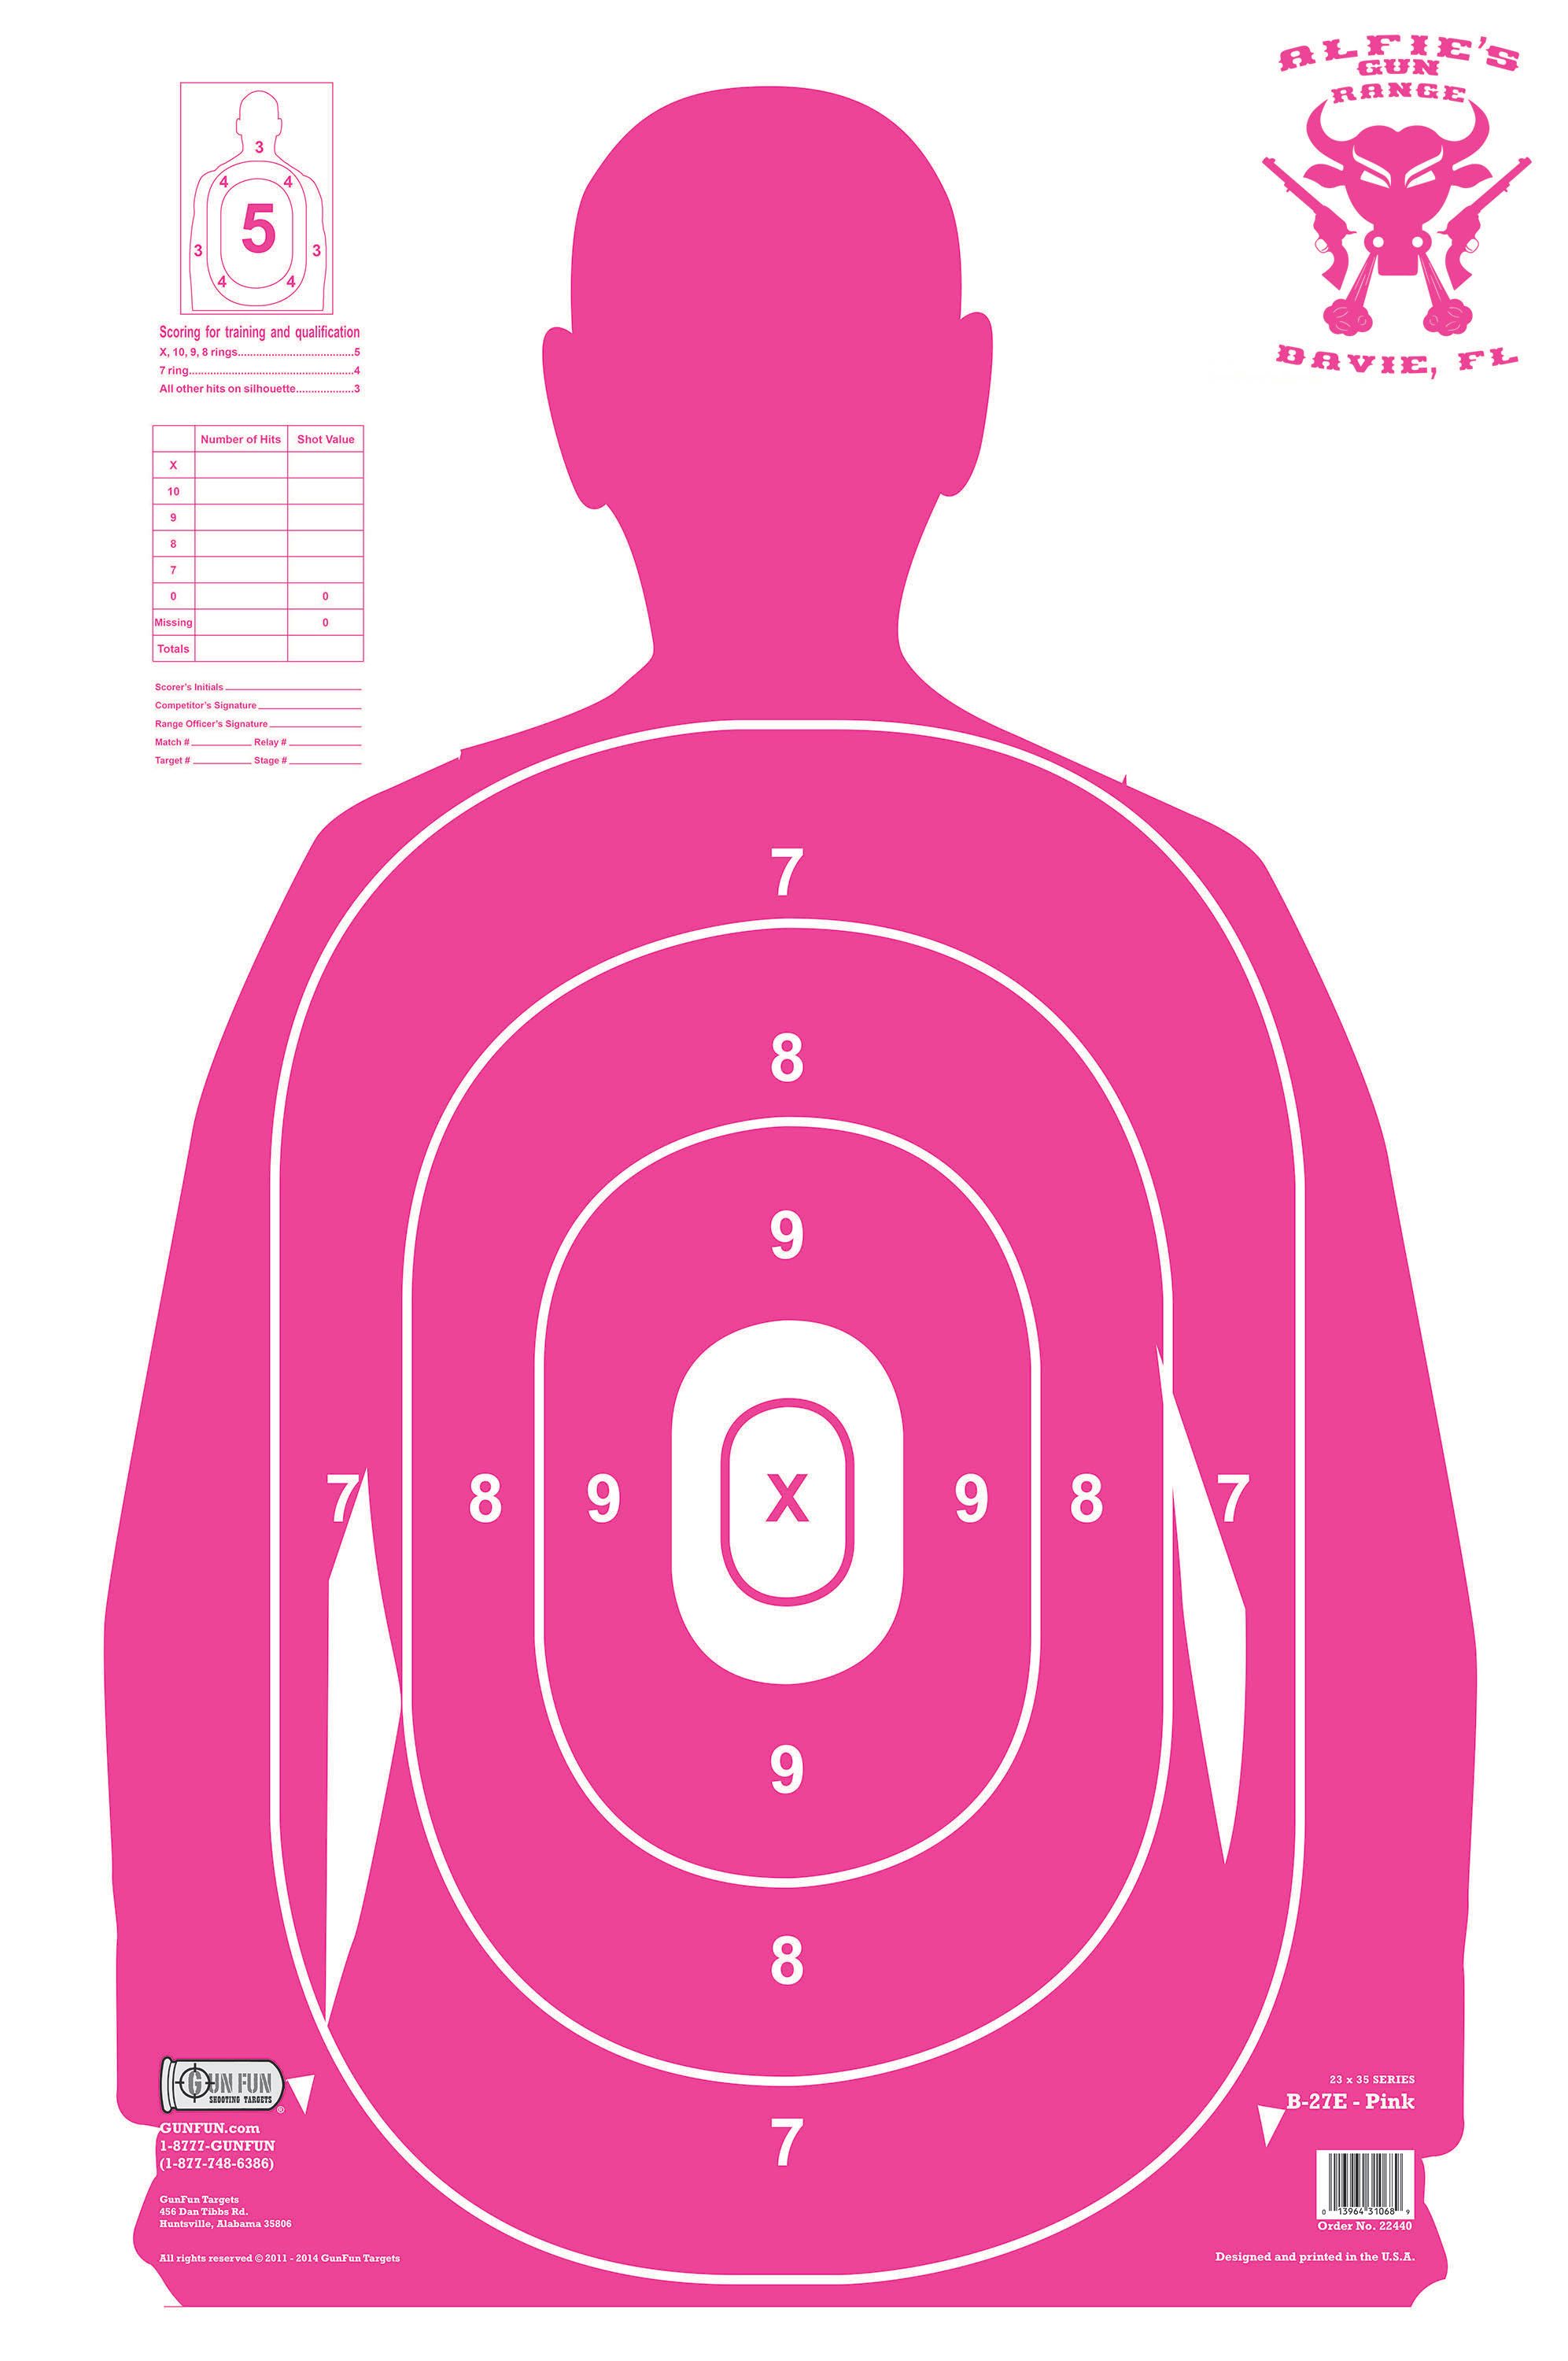 ALFIE'S
GUN
RANGE
DAVIE, FL
3
4 4
5
3 3
4 4
Scoring for training and qualification
X, 10, 9, 8 rings.....................................5
7 ring......................................................4
All other hits on silhouette...................3
Number of Hits Shot Value
X
10
9
8
7
0 0
Missing 0
Totals
Scorer's Initials
Competitor's Signature
Range Officer's Signature
Match # Relay #
Target # Stage #
7
8
9
7 8 9 X 9 8 7
9
8
7
GUN FUN
SHOOTING TARGETS
®
GUNFUN.com
1-8777-GUNFUN
(1-877-748-6386)
GunFun Targets
456 Dan Tibbs Rd.
Huntsville, Alabama 35806
All rights reserved © 2011 - 2014 GunFun Targets
23 x 35 SERIES
B-27E - Pink
0 13964 31068 9
Order No. 22440
Designed and printed in the U.S.A.